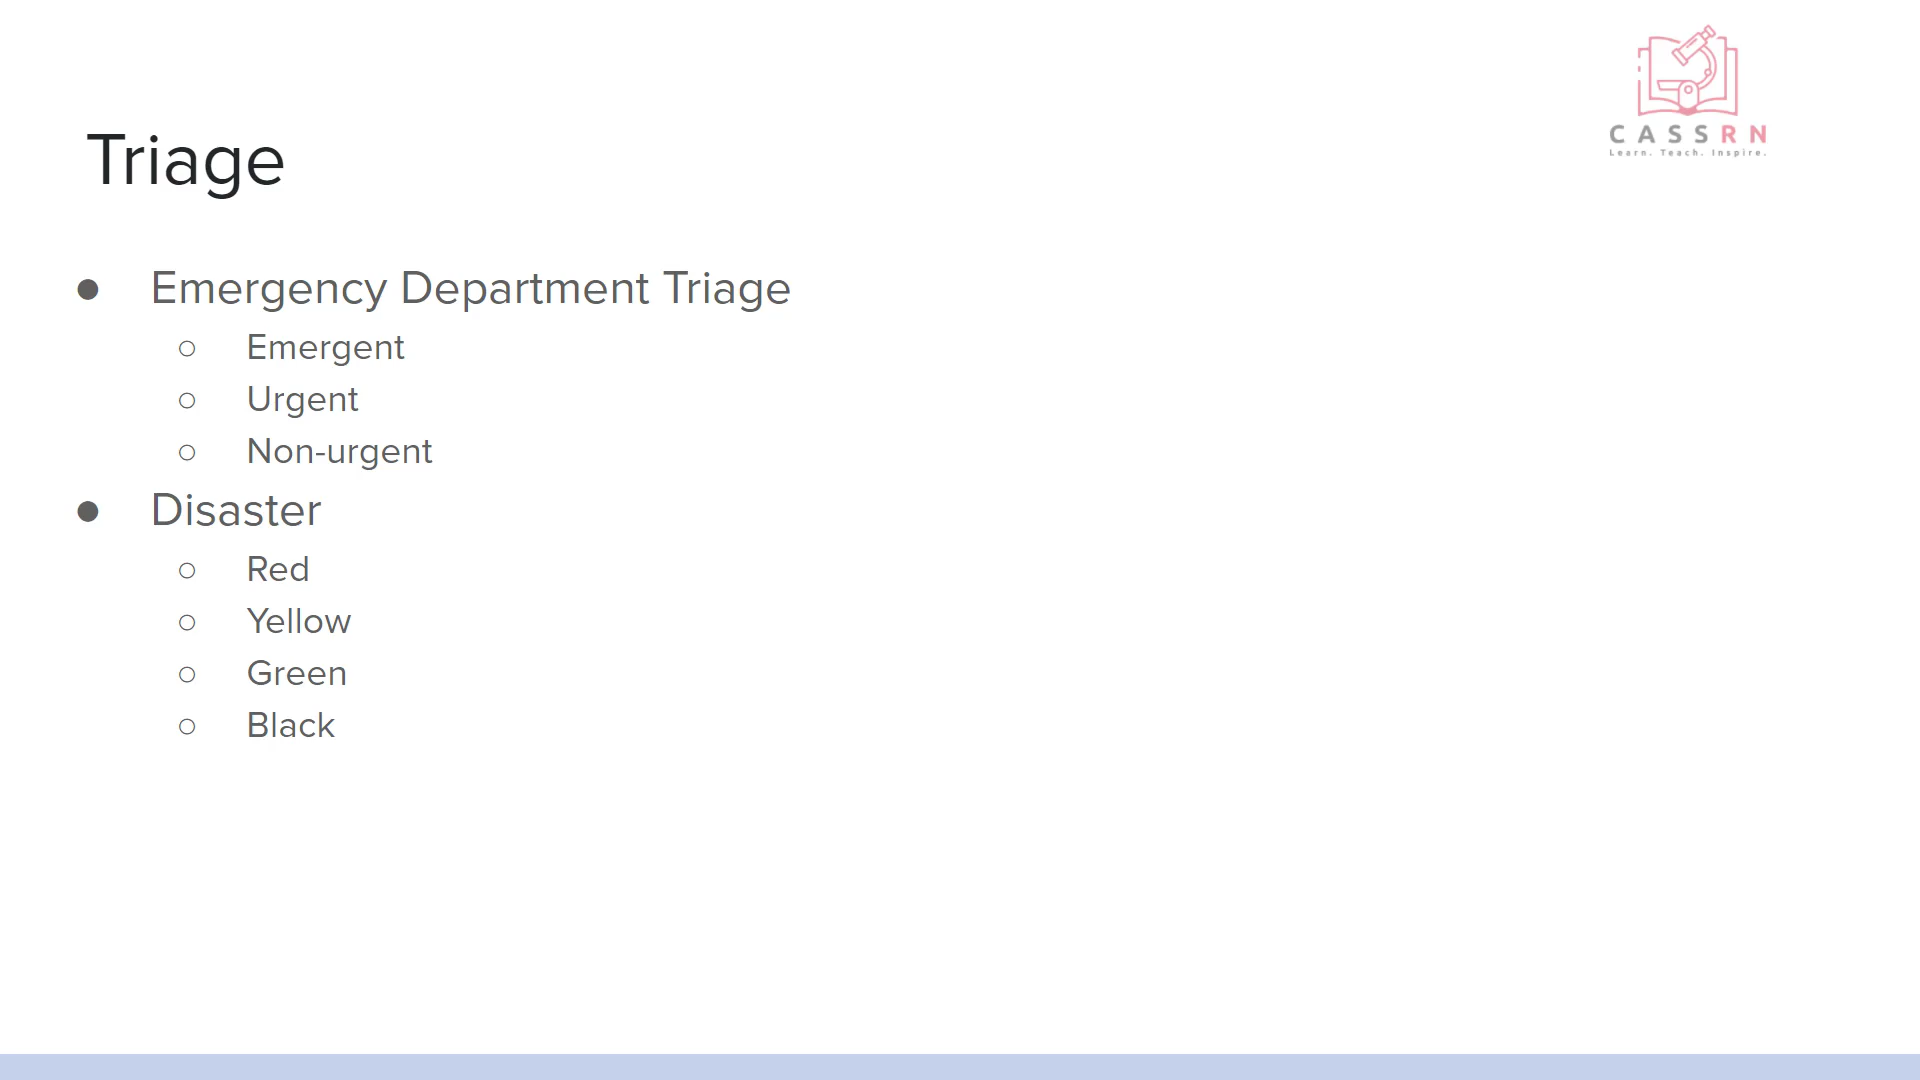 CASSRN
Learn. Teach. Inspire.
Triage
● Emergency Department Triage
○ Emergent
○ Urgent
○ Non-urgent
● Disaster
○ Red
○ Yellow
○ Green
○ Black